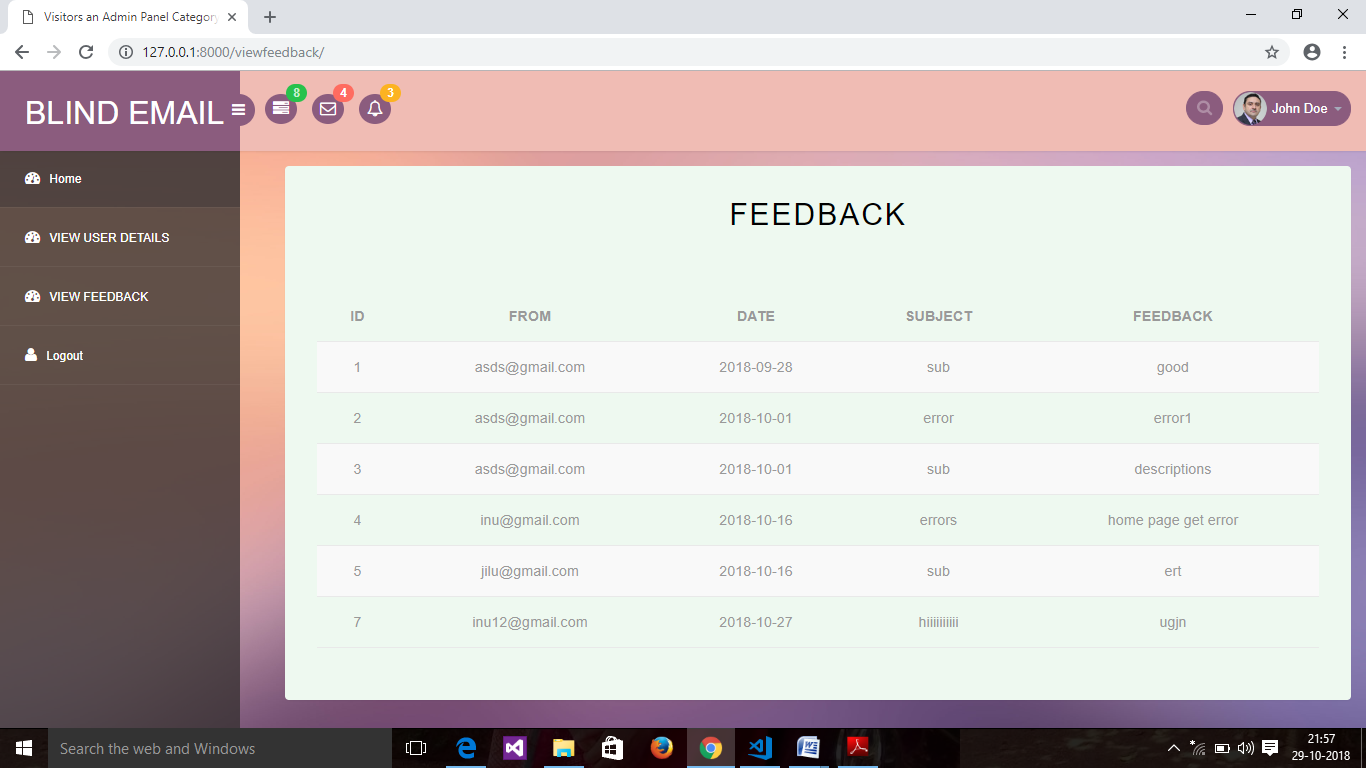 Visitors an Admin Panel Category
127.0.0.1:8000/viewfeedback/
BLIND EMAIL
8
4
3
John Doe
Home
VIEW USER DETAILS
VIEW FEEDBACK
Logout
FEEDBACK
ID FROM DATE SUBJECT FEEDBACK
1 asds@gmail.com 2018-09-28 sub good
2 asds@gmail.com 2018-10-01 error error1
3 asds@gmail.com 2018-10-01 sub descriptions
4 inu@gmail.com 2018-10-16 errors home page get error
5 jilu@gmail.com 2018-10-16 sub ert
7 inu12@gmail.com 2018-10-27 hiiiiiiiiii ugjn
Search the web and Windows
21:57
29-10-2018